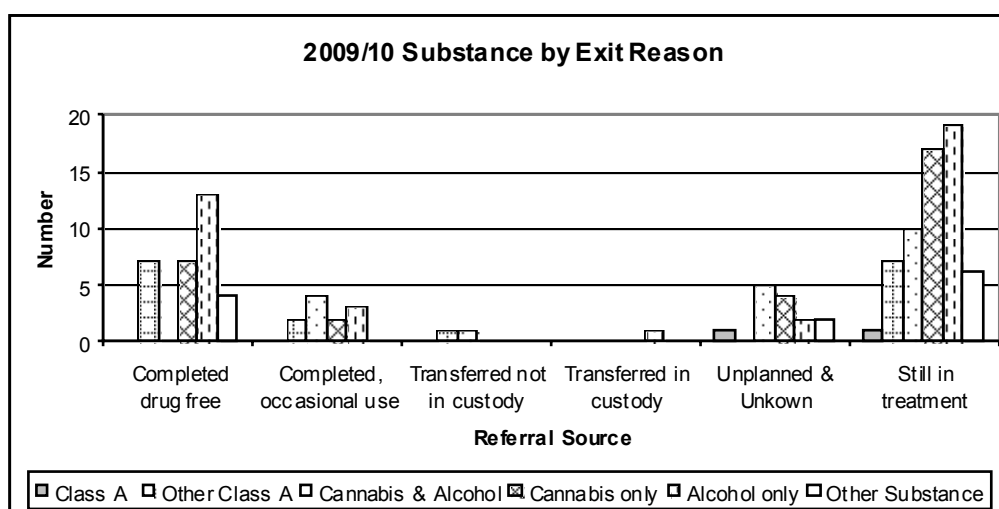 2009/10 Substance by Exit Reason
20
15
10
5
0
Number
Completed drug free
Completed, occasional use
Transferred not in custody
Transferred in custody
Unplanned & Unkown
Still in treatment
Referral Source
Class A Other Class A Cannabis & Alcohol Cannabis only Alcohol only Other Substance